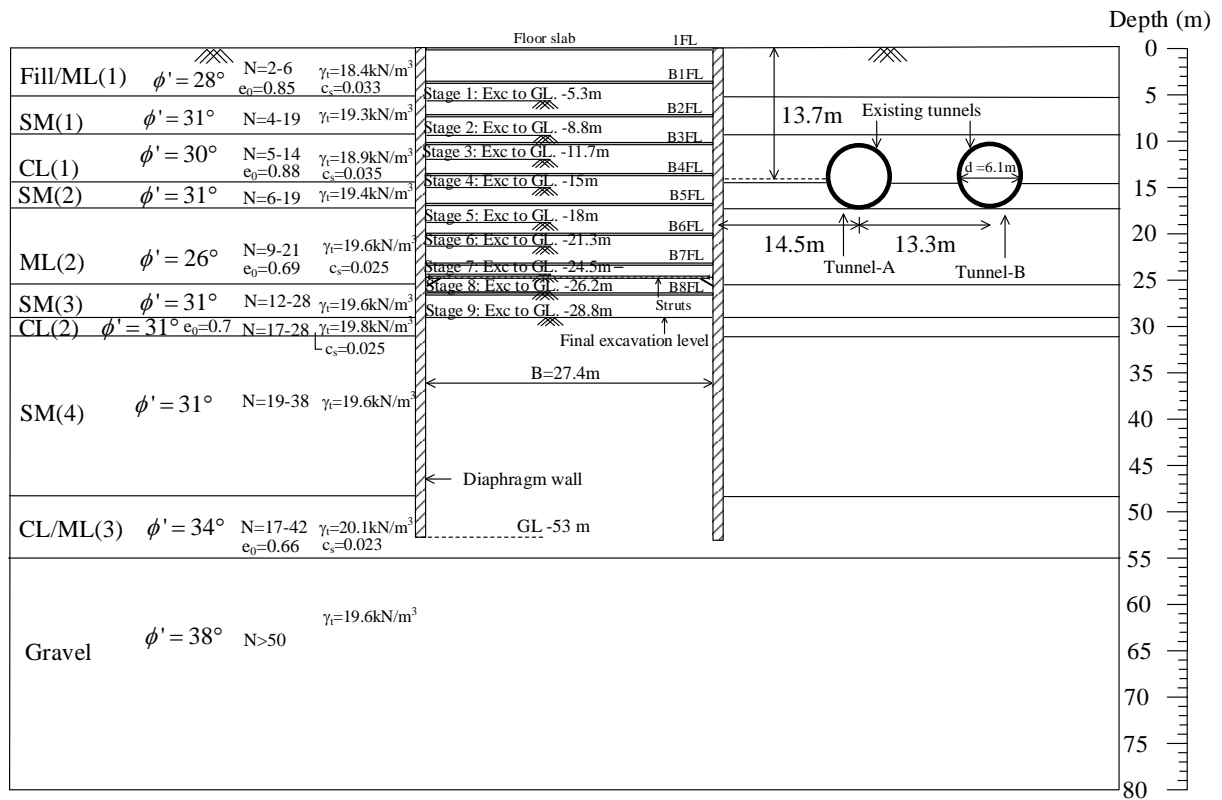 Depth (m)
Floor slab
1FL
0
Fill/ML(1) ϕ' = 28° N=2-6 γt=18.4kN/m³
e0=0.85 cs=0.033
B1FL
Stage 1: Exc to GL. -5.3m
5
SM(1) ϕ' = 31° N=4-19 γt=19.3kN/m³
B2FL
13.7m
Existing tunnels
Stage 2: Exc to GL. -8.8m
B3FL
10
CL(1) ϕ' = 30° N=5-14 γt=18.9kN/m³
e0=0.88 cs=0.035
Stage 3: Exc to GL. -11.7m
B4FL
d =6.1m
Stage 4: Exc to GL. -15m
15
SM(2) ϕ' = 31° N=6-19 γt=19.4kN/m³
B5FL
Stage 5: Exc to GL. -18m
B6FL
20
14.5m
13.3m
Stage 6: Exc to GL. -21.3m
ML(2) ϕ' = 26° N=9-21 γt=19.6kN/m³
e0=0.69 cs=0.025
B7FL
Tunnel-A
Tunnel-B
Stage 7: Exc to GL. -24.5m
25
Stage 8: Exc to GL. -26.2m
B8FL
SM(3) ϕ' = 31° N=12-28 γt=19.6kN/m³
Struts
Stage 9: Exc to GL. -28.8m
30
CL(2) ϕ' = 31° e0=0.7 N=17-28 γt=19.8kN/m³
cs=0.025
Final excavation level
B=27.4m
35
SM(4) ϕ' = 31° N=19-38 γt=19.6kN/m³
40
45
Diaphragm wall
50
CL/ML(3) ϕ' = 34° N=17-42 γt=20.1kN/m³
e0=0.66 cs=0.023
GL -53 m
55
60
γt=19.6kN/m³
Gravel ϕ' = 38° N>50
65
70
75
80